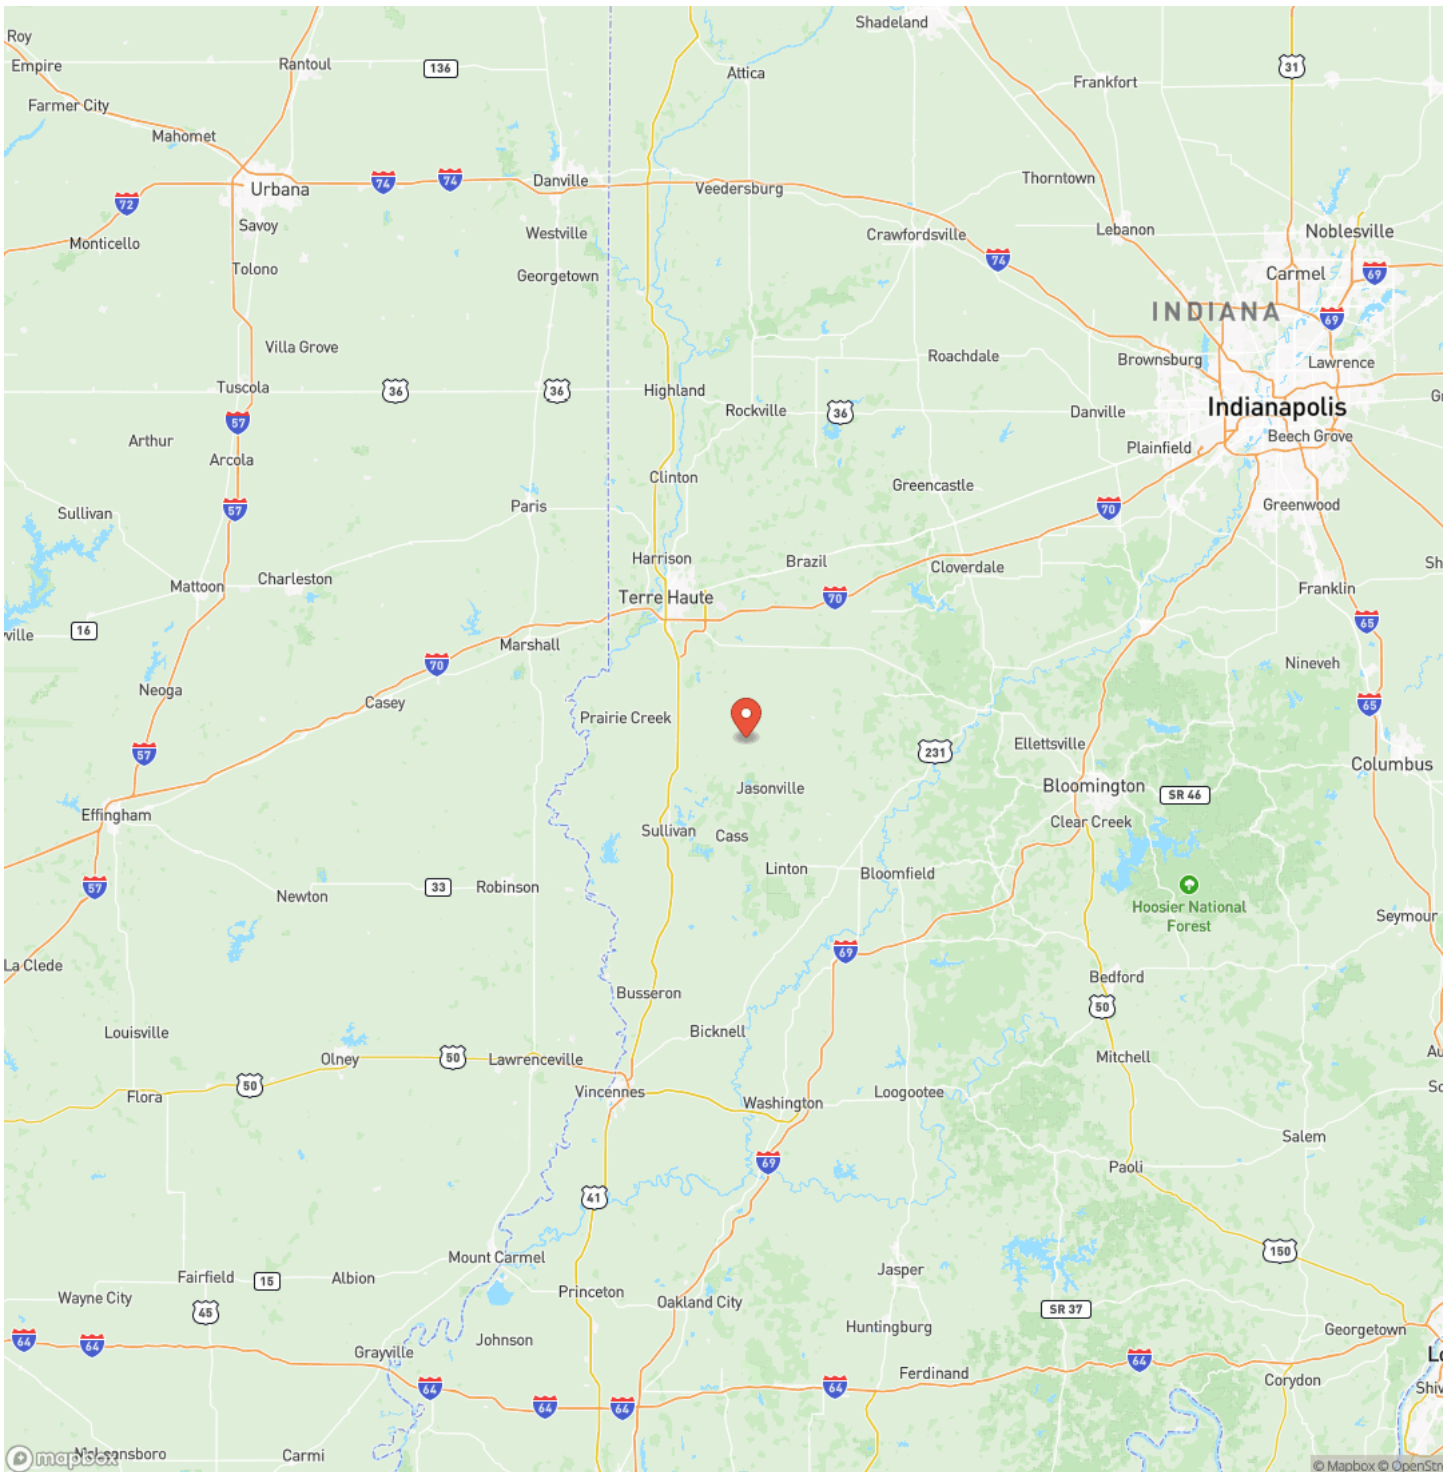 Shadeland
Roy
Rantoul
Empire
136
Attica
31
Frankfort
Farmer City
Mahomet
Thorntown
Danville
74
74
Urbana
Veedersburg
72
Savoy
Lebanon
Noblesville
Westville
Crawfordsville
Monticello
74
Tolono
Georgetown
Carmel
69
INDIANA
69
Villa Grove
Roachdale
Brownsburg
Lawrence
Tuscola
36
36
Highland
Rockville
36
Danville
Indianapolis
57
Arthur
Beech Grove
Plainfield
Arcola
Clinton
Greencastle
57
Paris
70
Greenwood
Sullivan
Harrison
Brazil
Cloverdale
Mattoon
Charleston
Franklin
Terre Haute
70
65
16
Marshall
70
Nineveh
Neoga
Casey
65
Prairie Creek
57
231
Ellettsville
Columbus
Jasonville
Bloomington
SR 46
Effingham
Clear Creek
Sullivan
Cass
Linton
Bloomfield
57
33
Robinson
Newton
Hoosier National
Forest
Seymour
69
La Clede
Bedford
Busseron
50
Louisville
Bicknell
Olney
50
Lawrenceville
Mitchell
50
Flora
Vincennes
Loogootee
Washington
Salem
69
Paoli
41
150
Mount Carmel
Jasper
Fairfield
15
Albion
Wayne City
Princeton
Oakland City
45
SR 37
Huntingburg
Georgetown
64
64
Johnson
Grayville
64
Ferdinand
64
64
64
64
Corydon
McLeansboro
Carmi
mapbox
© Mapbox © OpenStr